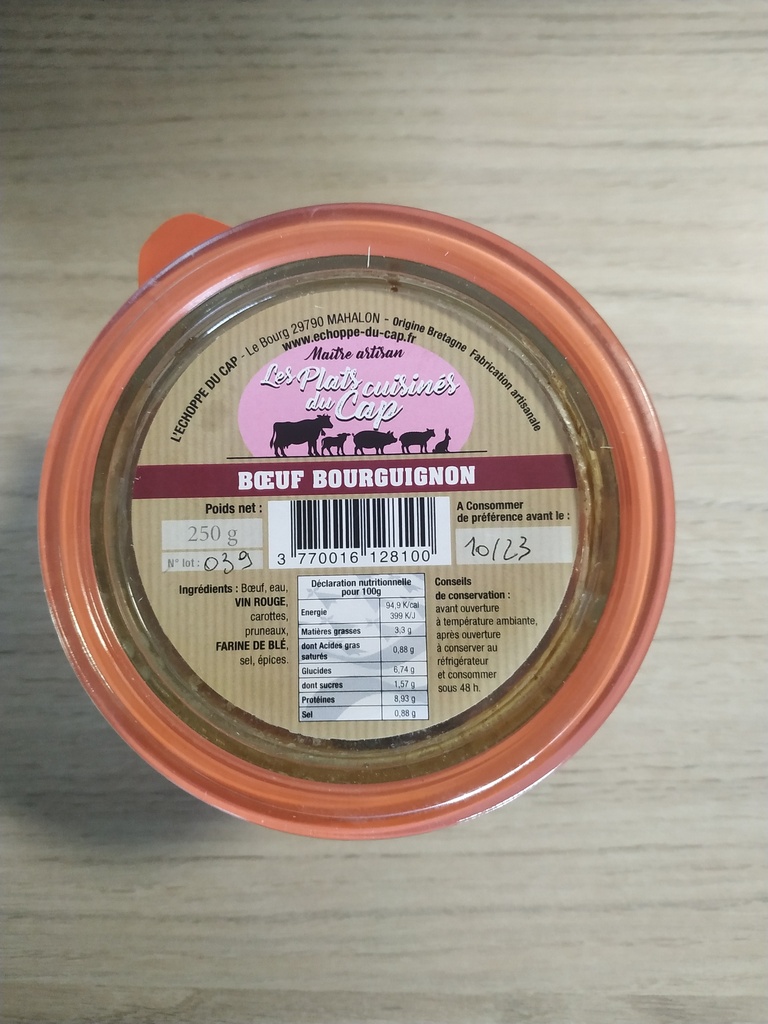 L'ECHOPPE DU CAP - Le Bourg 29790 MAHALON - Origine Bretagne Fabrication artisanale
www.echoppe-du-cap.fr
Maître artisan
Les Plats cuisinés
du Cap
BŒUF BOURGUIGNON
Poids net :
250 g
N° lot : 039
3 770016 128100
A Consommer
de préférence avant le :
10/23
Ingrédients : Bœuf, eau,
VIN ROUGE,
carottes,
pruneaux,
FARINE DE BLÉ,
sel, épices.
Déclaration nutritionnelle
pour 100g
Energie 94,9 K/cal
399 K/J
Matières grasses 3,3 g
dont Acides gras
saturés 0,88 g
Glucides 6,74 g
dont sucres 1,57 g
Protéines 8,93 g
Sel 0,88 g
Conseils
de conservation :
avant ouverture
à température ambiante,
après ouverture
à conserver au
réfrigérateur
et consommer
sous 48 h.